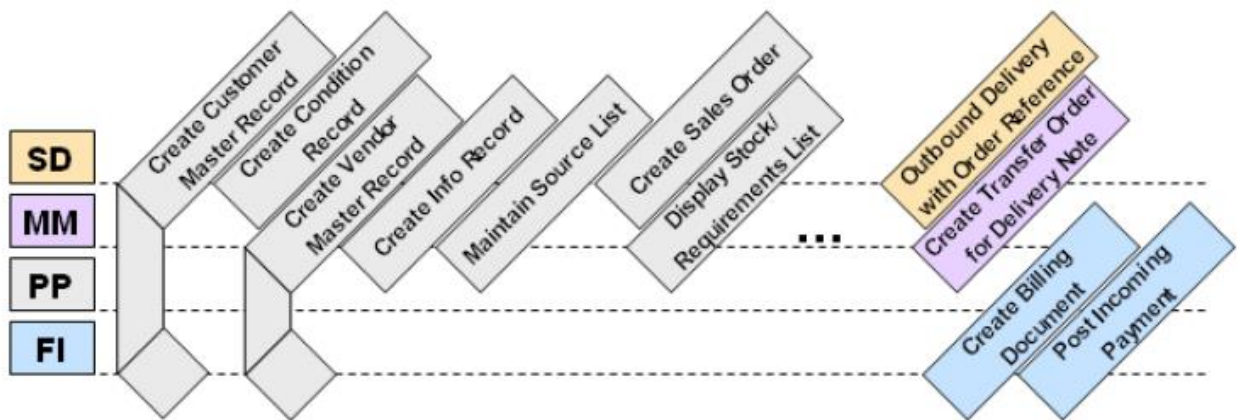 SD
MM
PP
FI
Create Customer
Master Record
Create Condition
Record
Create Vendor
Master Record
Create Info Record
Maintain Source List
Create Sales Order
Display Stock/
Requirements List
...
Outbound Delivery
with Order Reference
Create Transfer Order
for Delivery Note
Create Billing
Document
Post Incoming
Payment